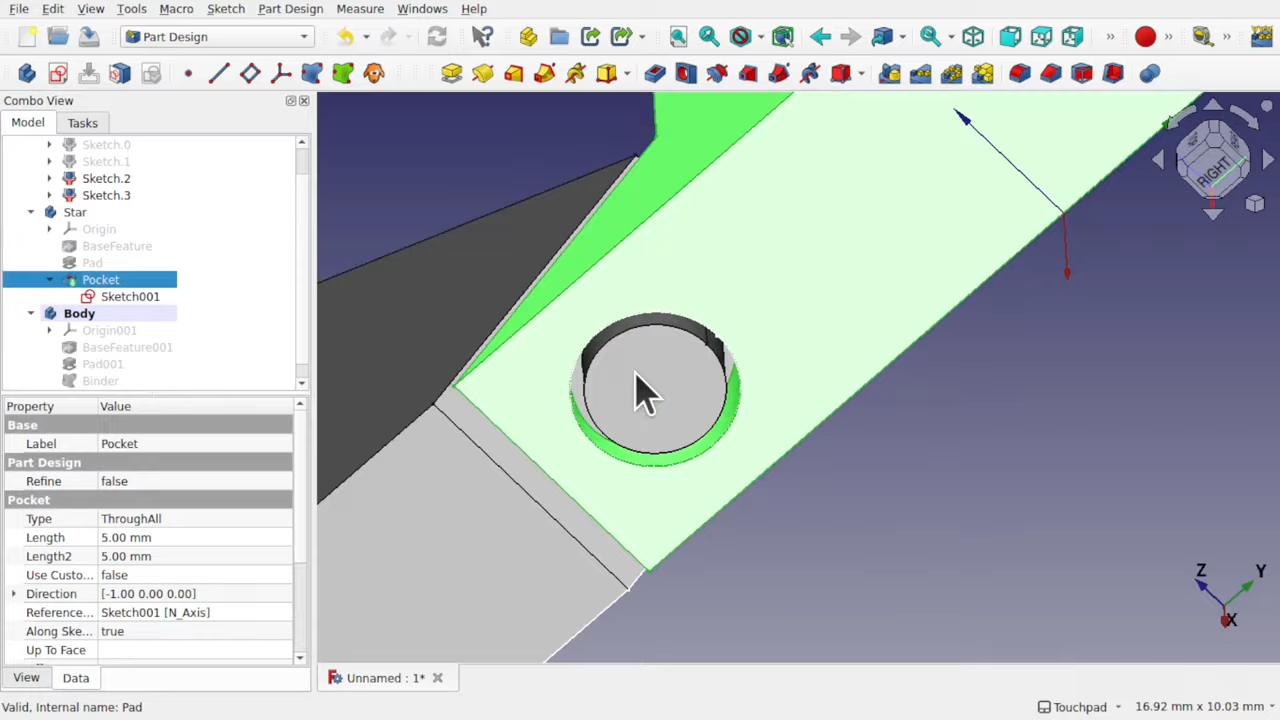 File Edit View Tools Macro Sketch Part Design Measure Windows Help
Part Design
Combo View
Model Tasks
Sketch.0
Sketch.1
Sketch.2
Sketch.3
Star
Origin
BaseFeature
Pad
Pocket
Sketch001
Body
Origin001
BaseFeature001
Pad001
Binder
Property Value
Base
Label Pocket
Part Design
Refine false
Pocket
Type ThroughAll
Length 5.00 mm
Length2 5.00 mm
Use Custo... false
Direction [-1.00 0.00 0.00]
Reference... Sketch001 [N_Axis]
Along Ske... true
Up To Face
View Data
RIGHT
Z Y
X
Unnamed : 1*
Valid, Internal name: Pad
Touchpad
16.92 mm x 10.03 mm